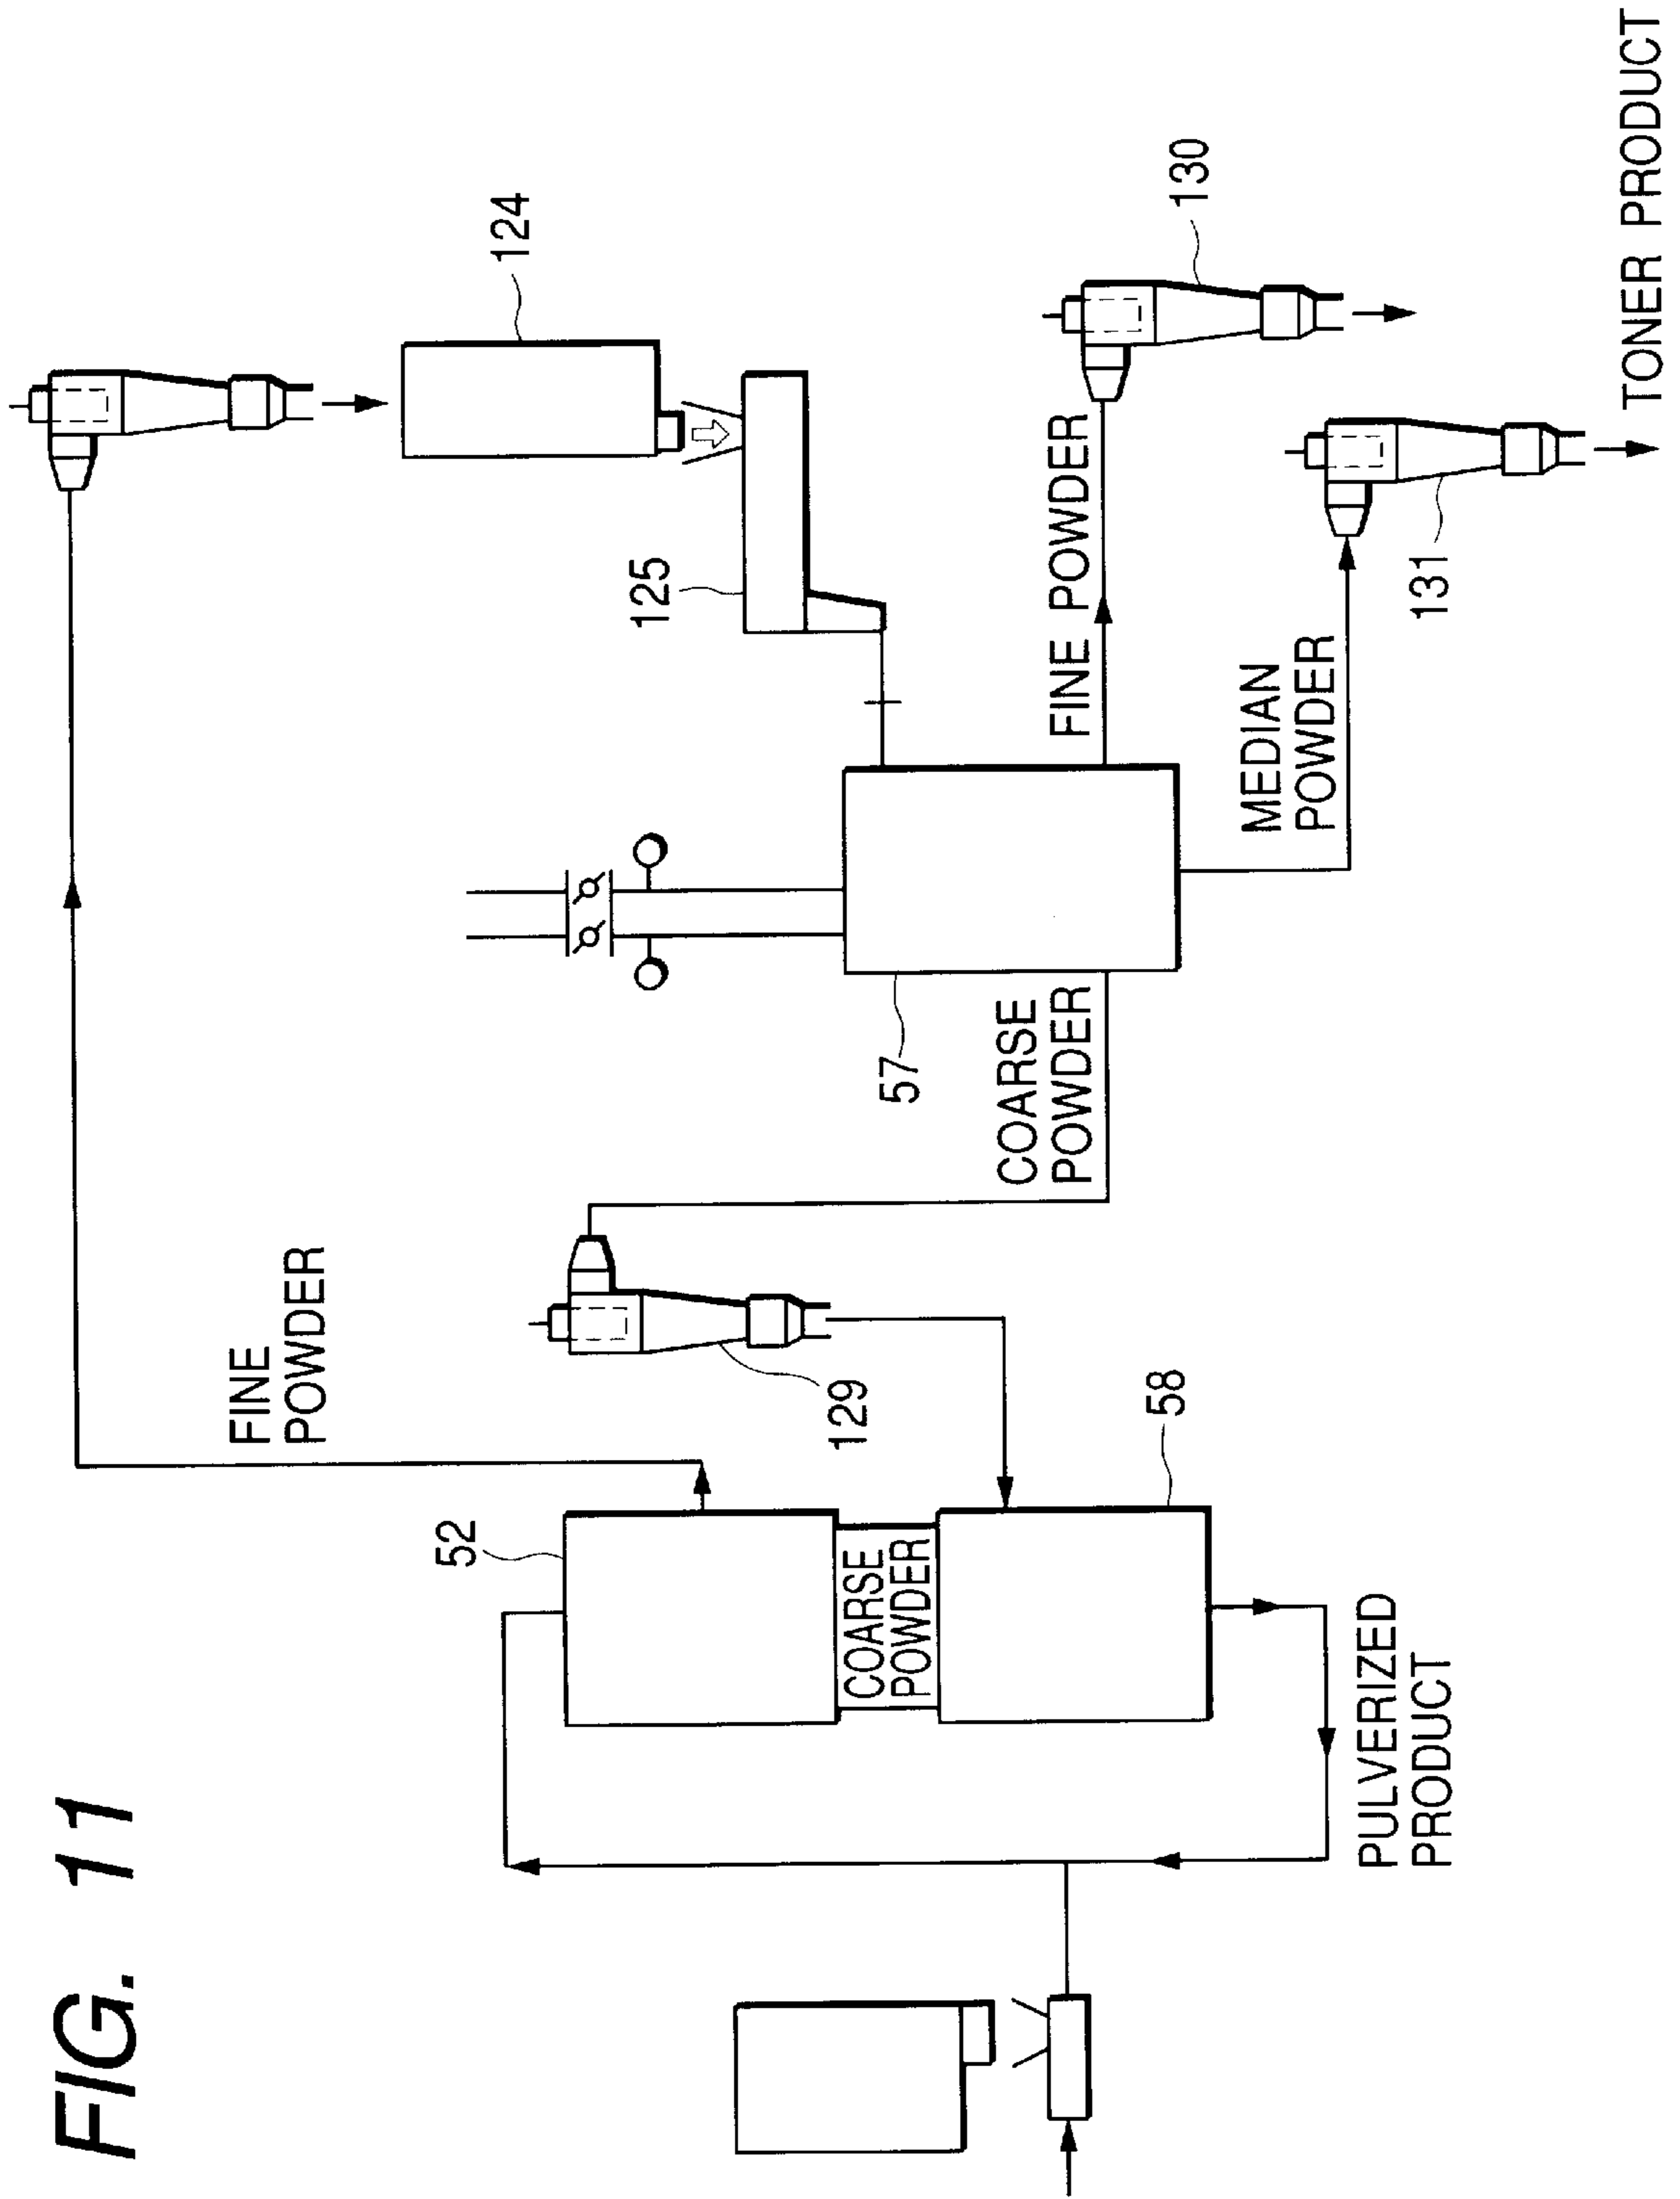 FIG. 11
FINE
POWDER
124
52
125
COARSE
POWDER
129
57
58
COARSE
POWDER
FINE POWDER
130
MEDIAN
POWDER
131
PULVERIZED
PRODUCT
TONER PRODUCT